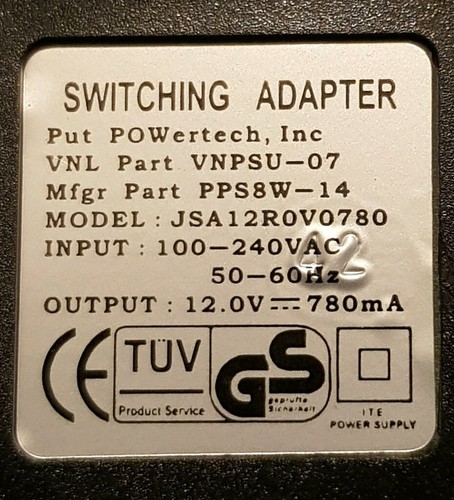 SWITCHING ADAPTER
Put POWertech, Inc
VNL Part VNPSU-07
Mfgr Part PPS8W-14
MODEL : JSA12R0V0780
INPUT : 100-240VAC
42
50-60Hz
OUTPUT : 12.0V⎓780mA
CE
TÜV
Product Service
GS
geprüfte
Sicherheit
ITE
POWER SUPPLY